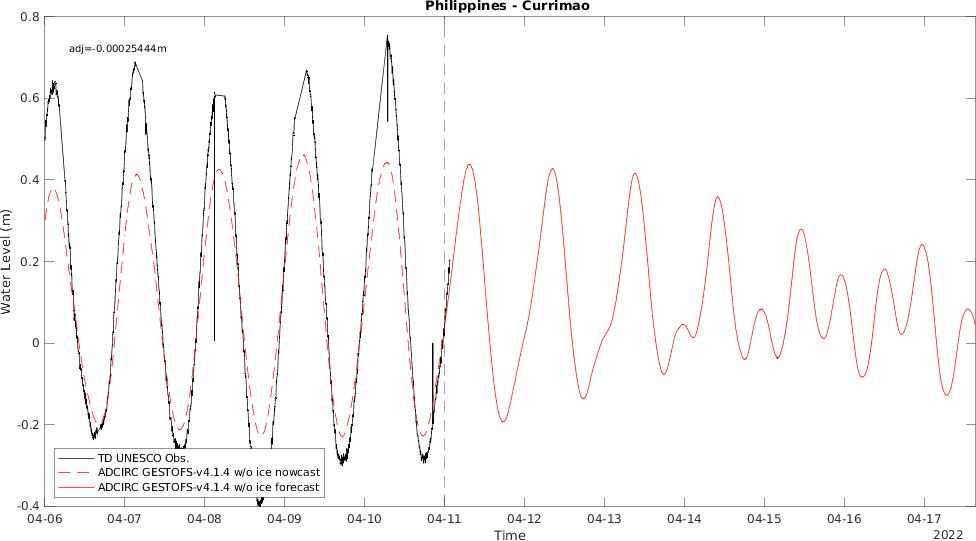 Philippines - Currimao
adj=-0.00025444m
Water Level (m)
0.8
0.6
0.4
0.2
0
-0.2
-0.4
TD UNESCO Obs.
ADCIRC GESTOFS-v4.1.4 w/o ice nowcast
ADCIRC GESTOFS-v4.1.4 w/o ice forecast
04-06 04-07 04-08 04-09 04-10 04-11 04-12 04-13 04-14 04-15 04-16 04-17
Time
2022